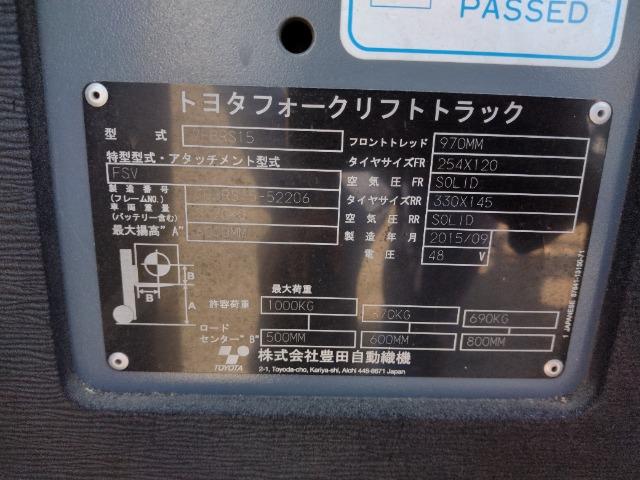 PASSED
トヨタフォークリフトトラック
型式
フロントトレッド 970MM
特型型式・アタッチメント型式
FSV
タイヤサイズFR 254X120
空気圧FR SOLID
製造番号
(フレームNO.) -52206
タイヤサイズRR 330X145
車両重量
(バッテリー含む)
空気圧RR SOLID
最大揚高"A"
製造年月 2015/09
電圧 48 V
B
B
A
最大荷重
許容荷重 1000KG 670KG 690KG
ロード
センター"B" 500MM 600MM 800MM
TOYOTA
株式会社豊田自動織機
2-1, Toyoda-cho, Kariya-shi, Aichi 448-8671 Japan
1 JAPANESE 57841-13150-71